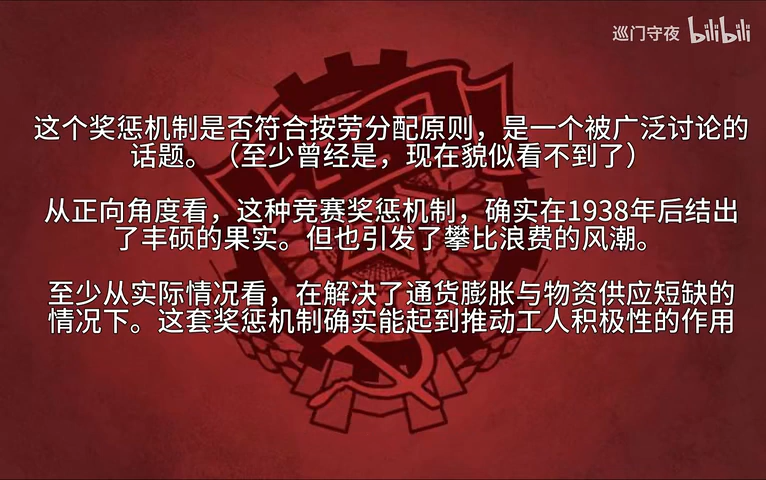 巡门守夜 bilibili
这个奖惩机制是否符合按劳分配原则，是一个被广泛讨论的
话题。（至少曾经是，现在貌似看不到了）
从正向角度看，这种竞赛奖惩机制，确实在1938年后结出
了丰硕的果实。但也引发了攀比浪费的风潮。
至少从实际情况看，在解决了通货膨胀与物资供应短缺的
情况下。这套奖惩机制确实能起到推动工人积极性的作用